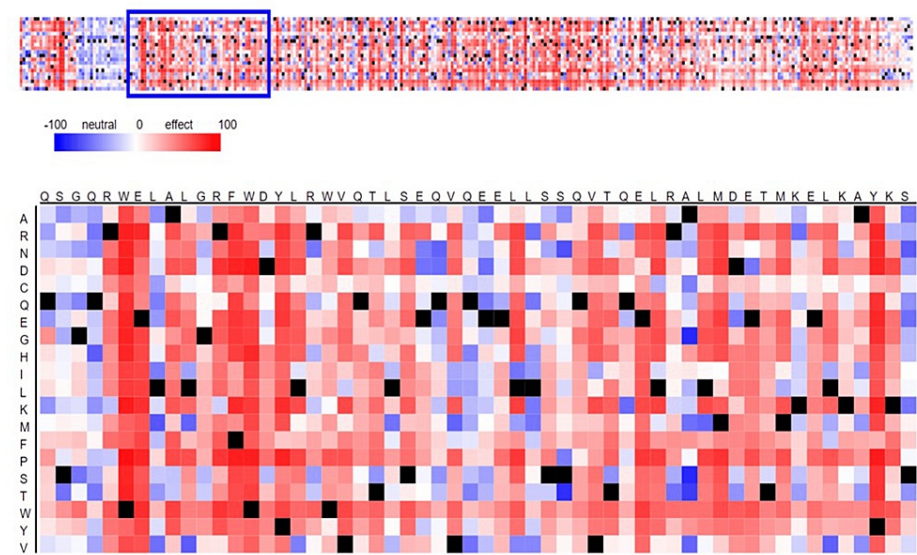 -100 neutral 0 effect 100
Q S G Q R W E L A L G R F W D Y L R W V Q T L S E Q V Q E E L L S S Q V T Q E L R A L M D E T M K E L K A Y K S
A
R
N
D
C
Q
E
G
H
I
L
K
M
F
P
S
T
W
Y
V